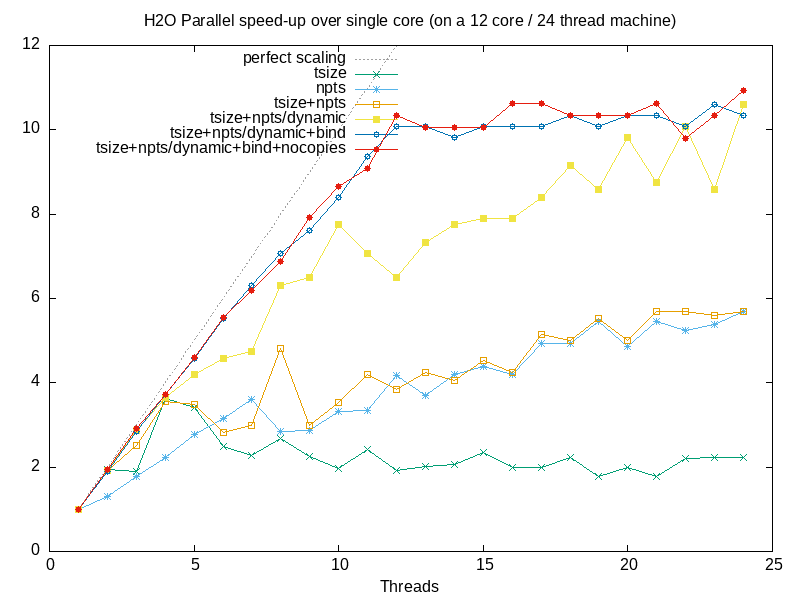 H2O Parallel speed-up over single core (on a 12 core / 24 thread machine)
12
10
8
6
4
2
0
perfect scaling
tsize
npts
tsize+npts
tsize+npts/dynamic
tsize+npts/dynamic+bind
tsize+npts/dynamic+bind+nocopies
0 5 10 15 20 25
Threads